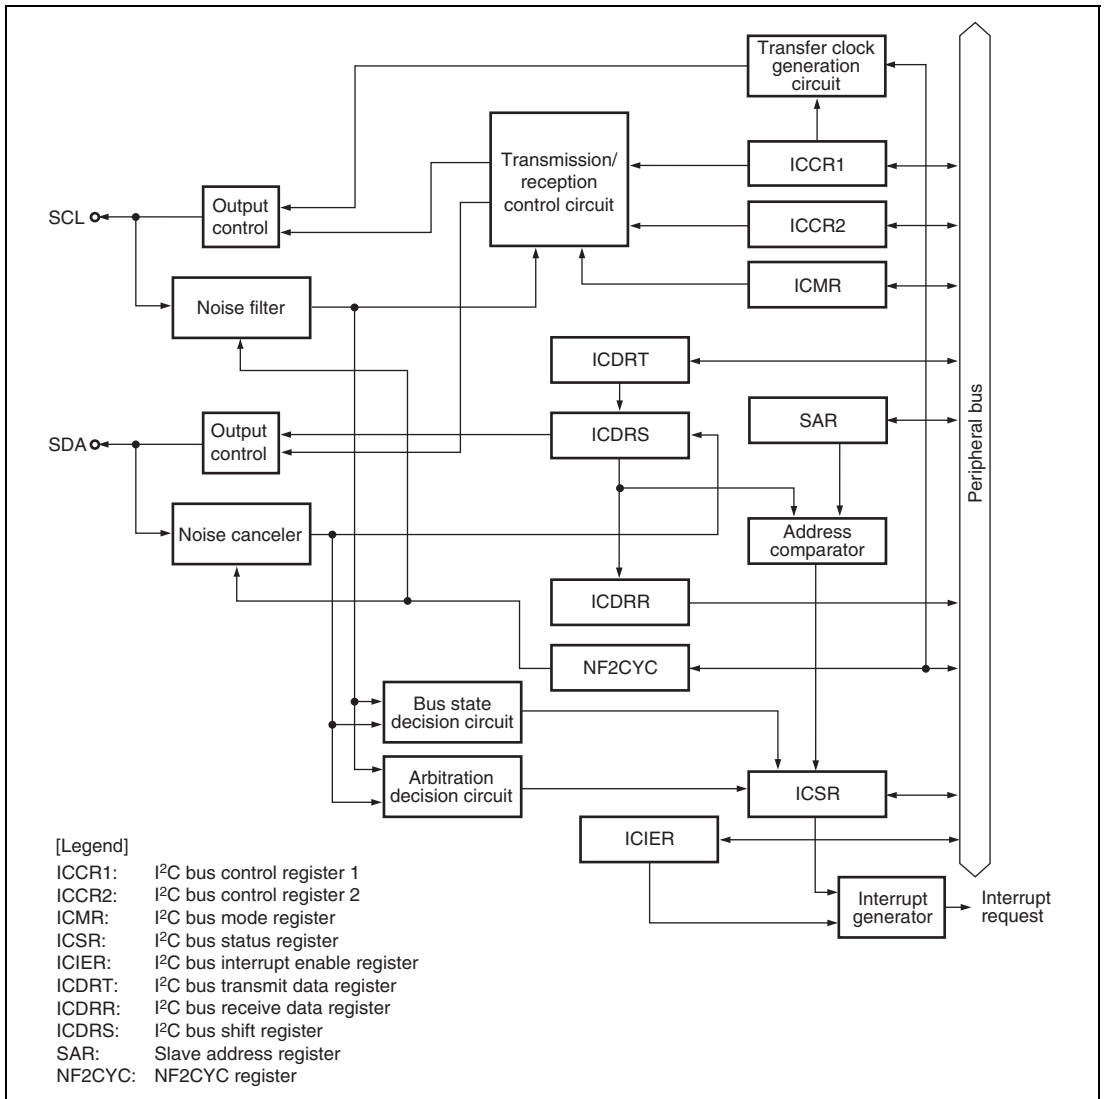 Transfer clock
generation
circuit
Transmission/
reception
control circuit
ICCR1
SCL
Output
control
ICCR2
ICMR
Noise filter
ICDRT
Peripheral bus
SAR
SDA
Output
control
ICDRS
Noise canceler
Address
comparator
ICDRR
NF2CYC
Bus state
decision circuit
Arbitration
decision circuit
ICSR
ICIER
Interrupt
generator
Interrupt
request
[Legend]
ICCR1: I²C bus control register 1
ICCR2: I²C bus control register 2
ICMR: I²C bus mode register
ICSR: I²C bus status register
ICIER: I²C bus interrupt enable register
ICDRT: I²C bus transmit data register
ICDRR: I²C bus receive data register
ICDRS: I²C bus shift register
SAR: Slave address register
NF2CYC: NF2CYC register